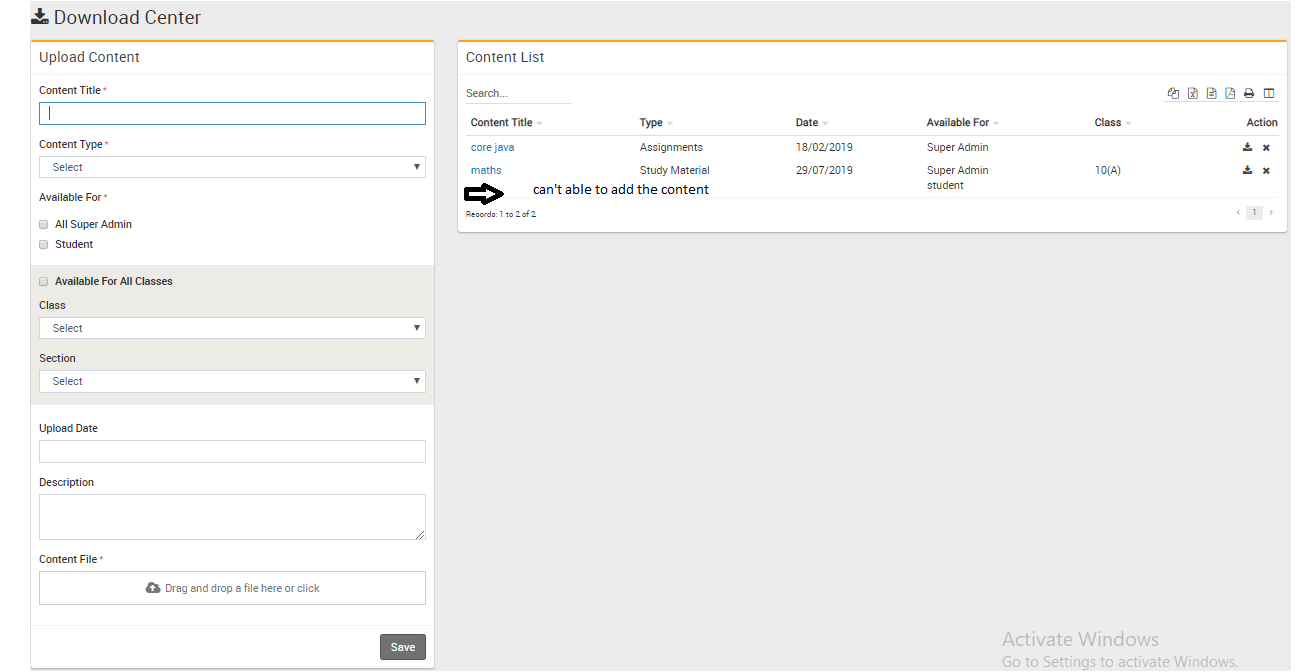 Download Center
Upload Content
Content Title *
Content Type *
Select
Available For *
All Super Admin
Student
Available For All Classes
Class
Select
Section
Select
Upload Date
Description
Content File *
Drag and drop a file here or click
Save
Content List
Search...
Content Title Type Date Available For Class Action
core java Assignments 18/02/2019 Super Admin
maths Study Material 29/07/2019 Super Admin 10(A)
student
can't able to add the content
Records: 1 to 2 of 2
‹ 1 ›
Activate Windows
Go to Settings to activate Windows.